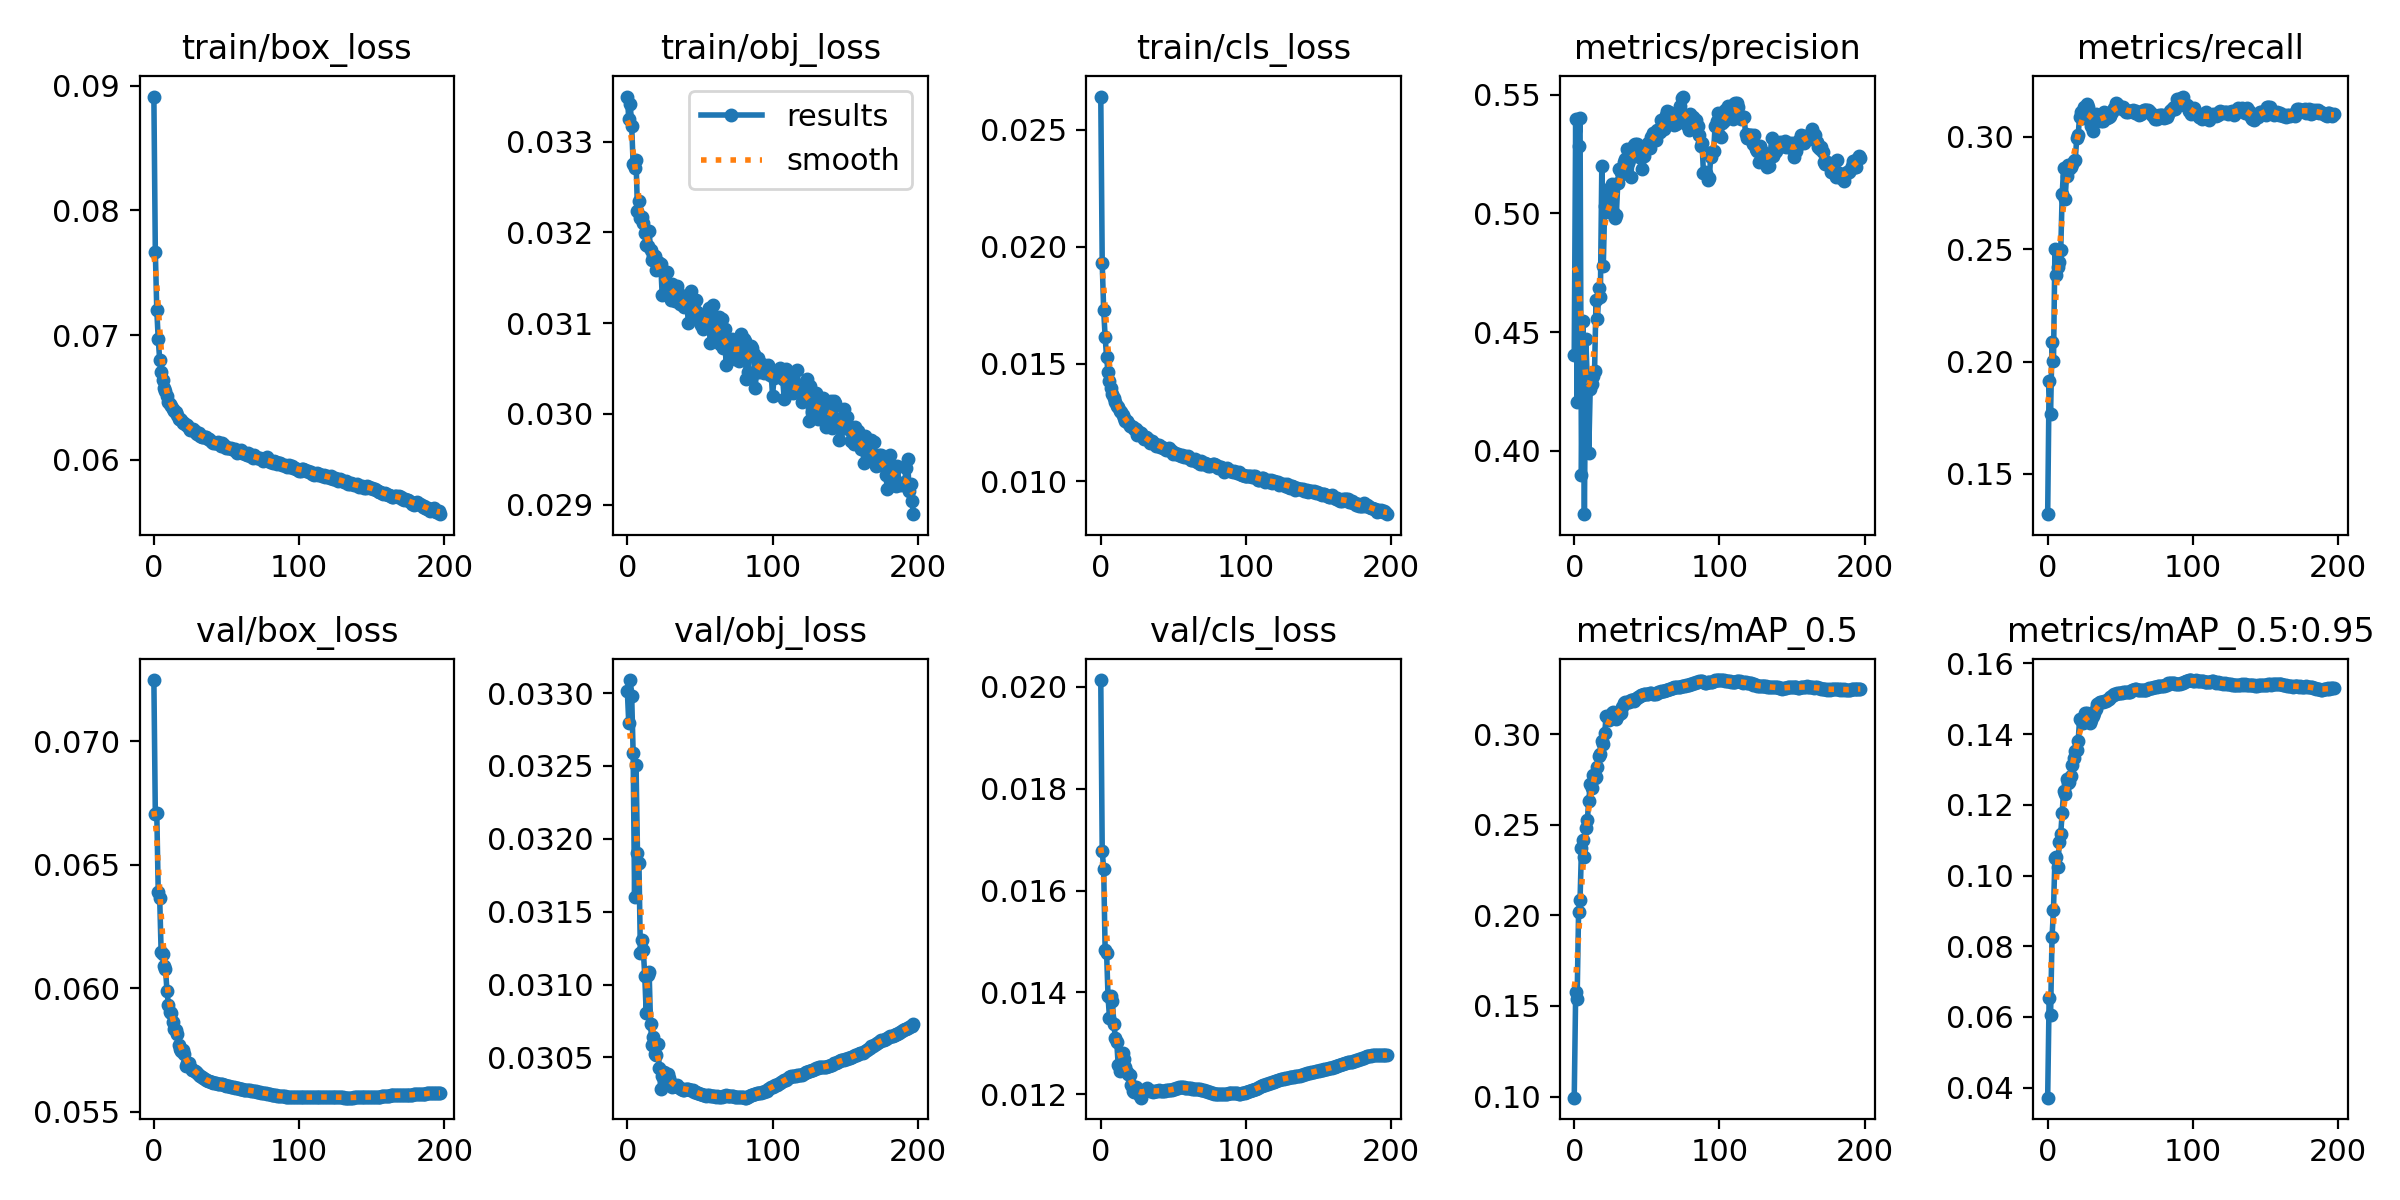 train/box_loss
0.09
0.08
0.07
0.06
0 100 200
train/obj_loss
results
smooth
0.033
0.032
0.031
0.030
0.029
0 100 200
train/cls_loss
0.025
0.020
0.015
0.010
0 100 200
metrics/precision
0.55
0.50
0.45
0.40
0 100 200
metrics/recall
0.30
0.25
0.20
0.15
0 100 200
val/box_loss
0.070
0.065
0.060
0.055
0 100 200
val/obj_loss
0.0330
0.0325
0.0320
0.0315
0.0310
0.0305
0 100 200
val/cls_loss
0.020
0.018
0.016
0.014
0.012
0 100 200
metrics/mAP_0.5
0.30
0.25
0.20
0.15
0.10
0 100 200
metrics/mAP_0.5:0.95
0.16
0.14
0.12
0.10
0.08
0.06
0.04
0 100 200